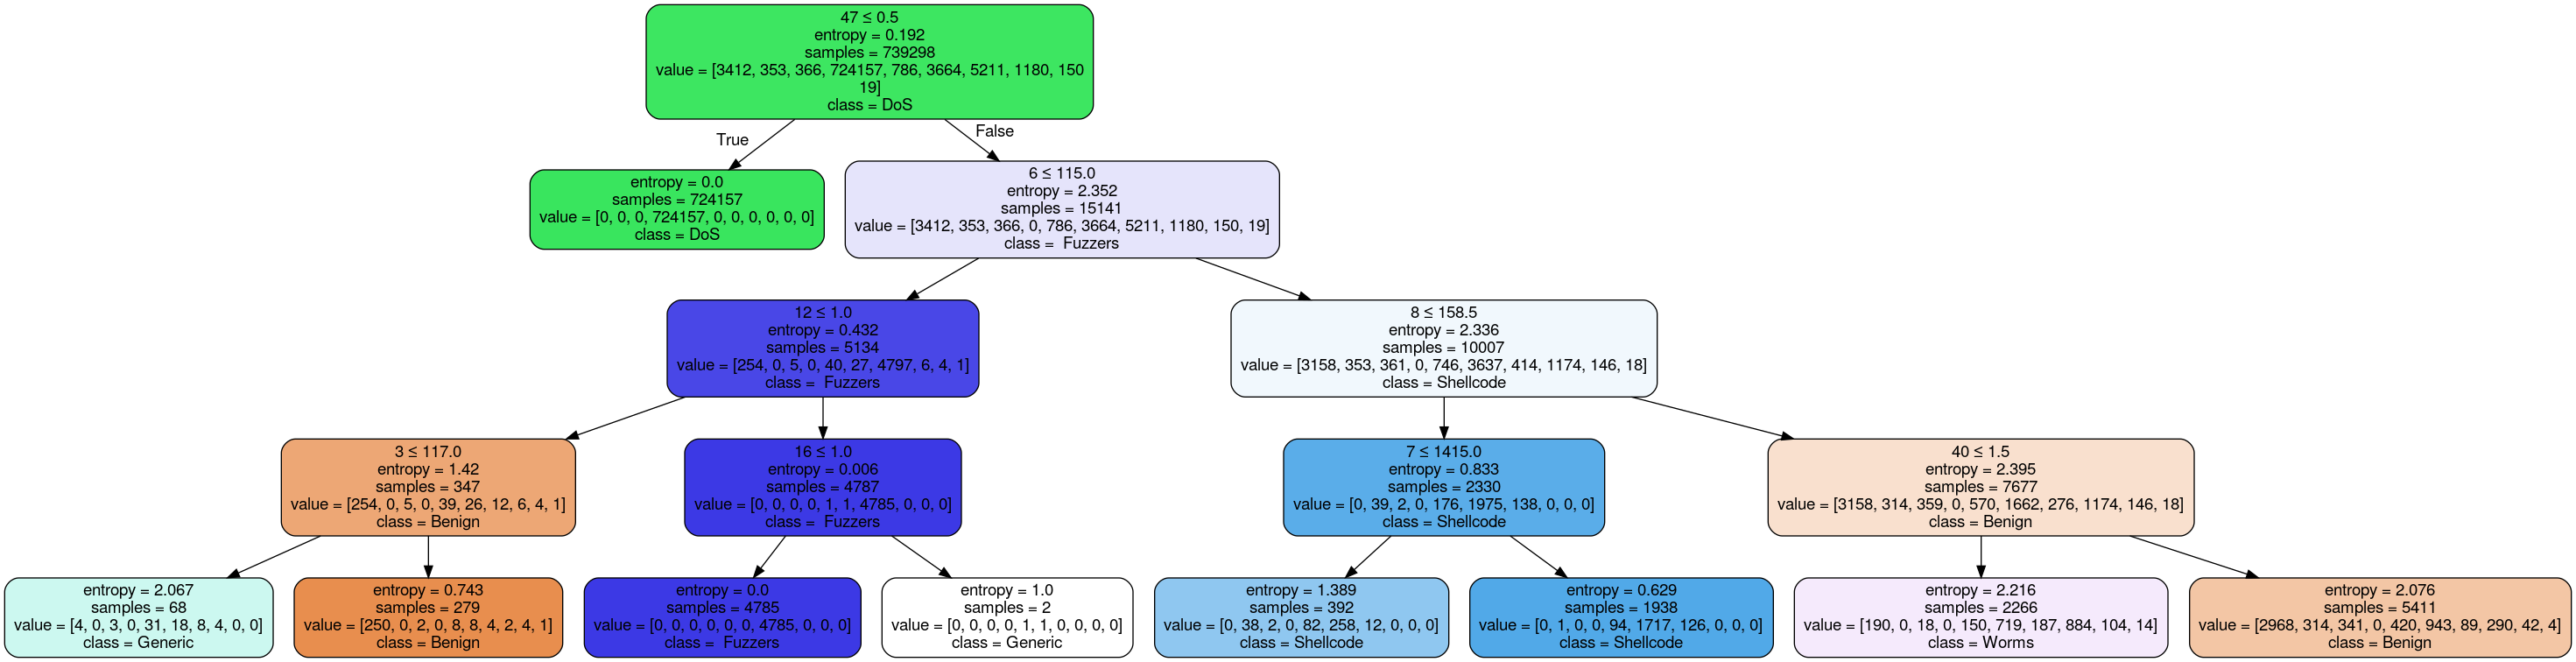 47 ≤ 0.5
entropy = 0.192
samples = 739298
value = [3412, 353, 366, 724157, 786, 3664, 5211, 1180, 150
19]
class = DoS
True
False
entropy = 0.0
samples = 724157
value = [0, 0, 0, 724157, 0, 0, 0, 0, 0, 0]
class = DoS
6 ≤ 115.0
entropy = 2.352
samples = 15141
value = [3412, 353, 366, 0, 786, 3664, 5211, 1180, 150, 19]
class =  Fuzzers
12 ≤ 1.0
entropy = 0.432
samples = 5134
value = [254, 0, 5, 0, 40, 27, 4797, 6, 4, 1]
class =  Fuzzers
8 ≤ 158.5
entropy = 2.336
samples = 10007
value = [3158, 353, 361, 0, 746, 3637, 414, 1174, 146, 18]
class = Shellcode
3 ≤ 117.0
entropy = 1.42
samples = 347
value = [254, 0, 5, 0, 39, 26, 12, 6, 4, 1]
class = Benign
16 ≤ 1.0
entropy = 0.006
samples = 4787
value = [0, 0, 0, 0, 1, 1, 4785, 0, 0, 0]
class =  Fuzzers
7 ≤ 1415.0
entropy = 0.833
samples = 2330
value = [0, 39, 2, 0, 176, 1975, 138, 0, 0, 0]
class = Shellcode
40 ≤ 1.5
entropy = 2.395
samples = 7677
value = [3158, 314, 359, 0, 570, 1662, 276, 1174, 146, 18]
class = Benign
entropy = 2.067
samples = 68
value = [4, 0, 3, 0, 31, 18, 8, 4, 0, 0]
class = Generic
entropy = 0.743
samples = 279
value = [250, 0, 2, 0, 8, 8, 4, 2, 4, 1]
class = Benign
entropy = 0.0
samples = 4785
value = [0, 0, 0, 0, 0, 0, 4785, 0, 0, 0]
class =  Fuzzers
entropy = 1.0
samples = 2
value = [0, 0, 0, 0, 1, 1, 0, 0, 0, 0]
class = Generic
entropy = 1.389
samples = 392
value = [0, 38, 2, 0, 82, 258, 12, 0, 0, 0]
class = Shellcode
entropy = 0.629
samples = 1938
value = [0, 1, 0, 0, 94, 1717, 126, 0, 0, 0]
class = Shellcode
entropy = 2.216
samples = 2266
value = [190, 0, 18, 0, 150, 719, 187, 884, 104, 14]
class = Worms
entropy = 2.076
samples = 5411
value = [2968, 314, 341, 0, 420, 943, 89, 290, 42, 4]
class = Benign